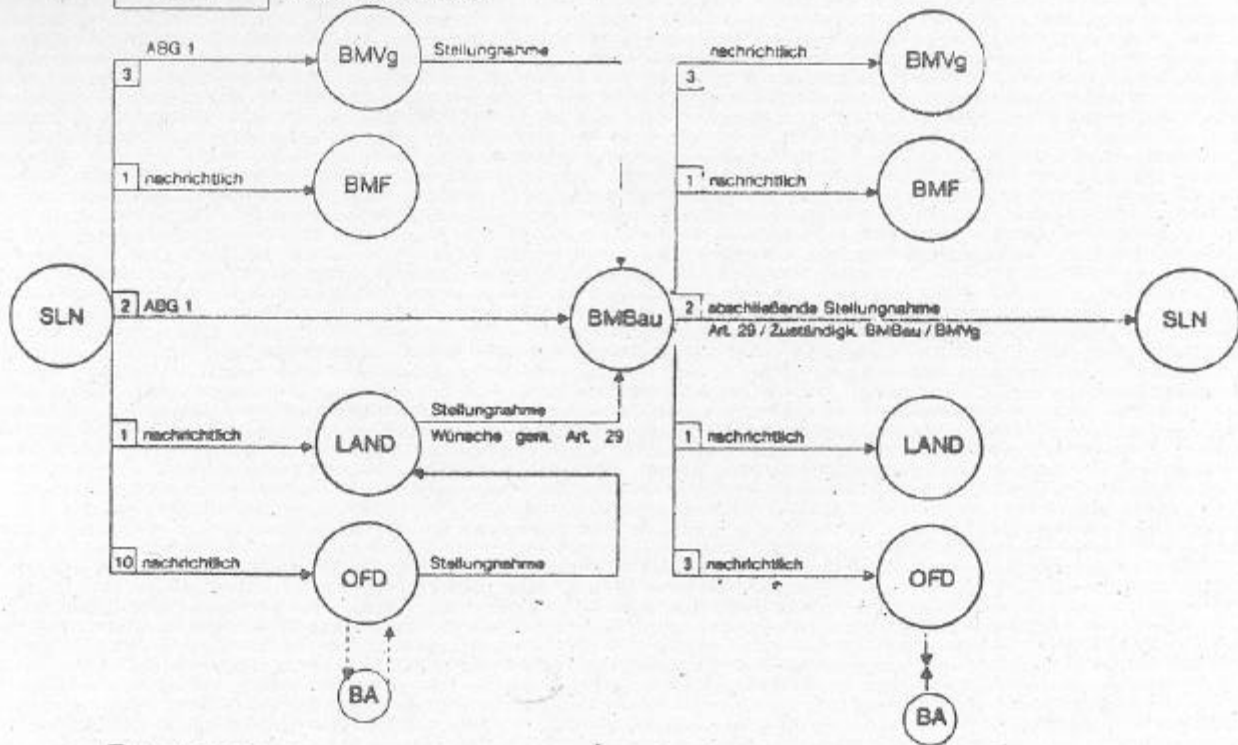 ABG 1
3
BMVg
Stellungnahme
nachrichtlich
3
BMVg
1 nachrichtlich
BMF
1 nachrichtlich
BMF
SLN
2 ABG 1
BMBau
2 abschließende Stellungnahme
Art. 29 / Zuständigk. BMBau / BMVg
SLN
1 nachrichtlich
LAND
Stellungnahme
Wünsche gem. Art. 29
1 nachrichtlich
LAND
10 nachrichtlich
OFD
Stellungnahme
3 nachrichtlich
OFD
BA
BA